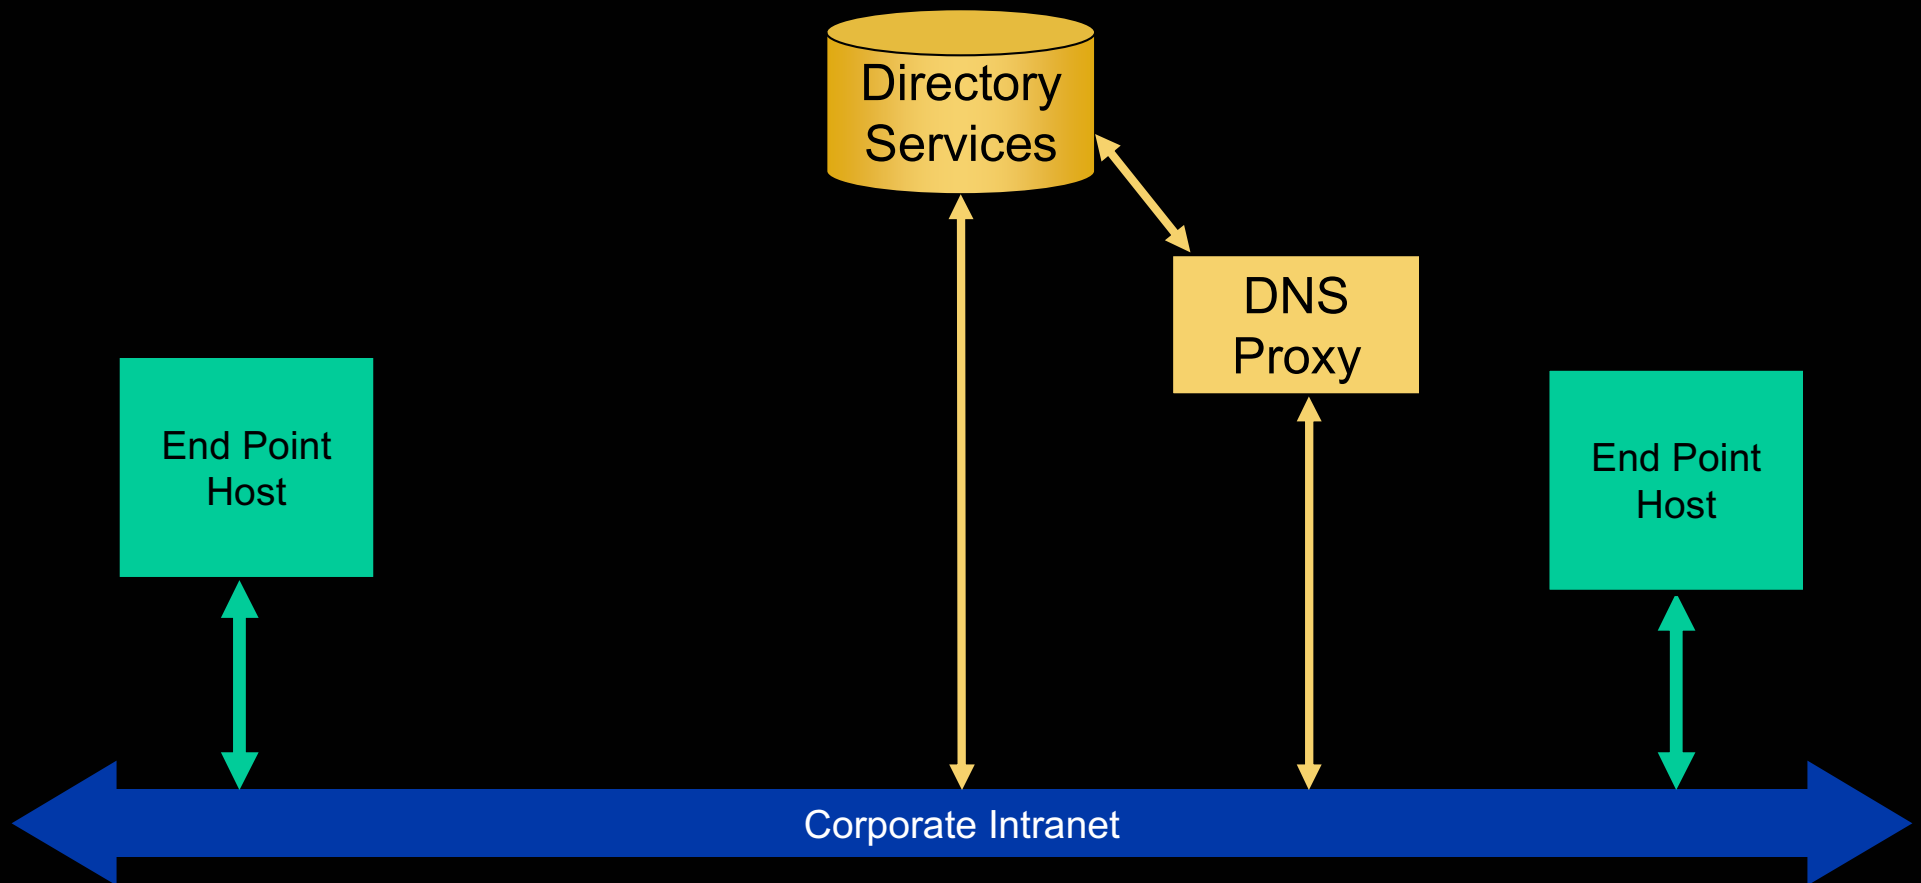 Directory
Services
DNS
Proxy
End Point
Host
End Point
Host
Corporate Intranet